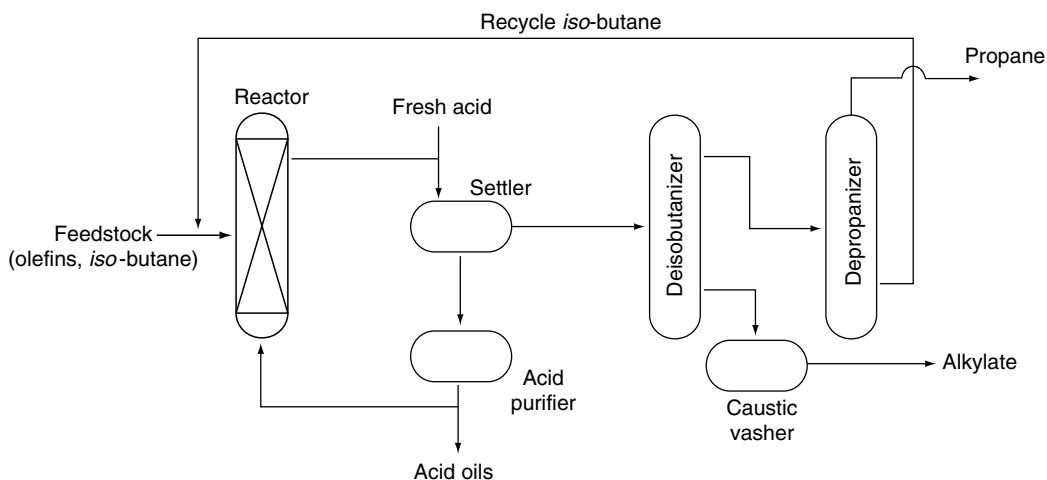 Recycle iso-butane
Propane
Reactor
Fresh acid
Settler
Feedstock
(olefins, iso-butane)
Deisobutanizer
Depropanizer
Acid
purifier
Alkylate
Caustic
vasher
Acid oils